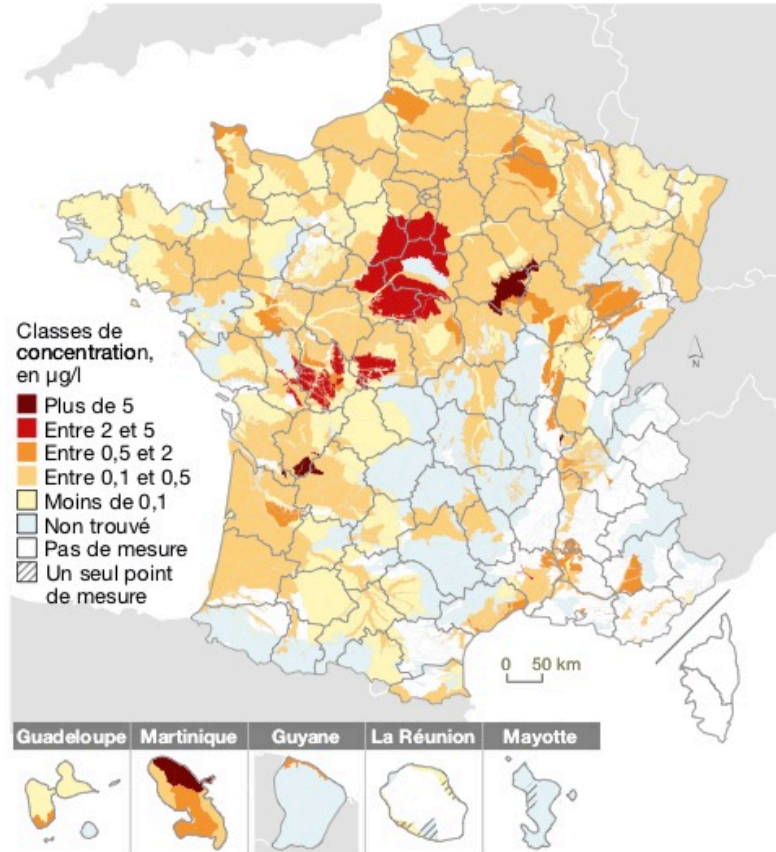 Classes de
concentration,
en µg/l
Plus de 5
Entre 2 et 5
Entre 0,5 et 2
Entre 0,1 et 0,5
Moins de 0,1
Non trouvé
Pas de mesure
Un seul point
de mesure
N
0 50 km
Guadeloupe Martinique Guyane La Réunion Mayotte